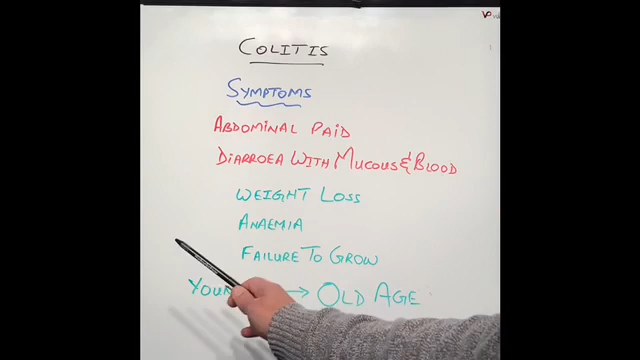 COLITIS
SYMPTOMS
ABDOMINAL PAID
DIARROEA WITH MUCOUS & BLOOD
WEIGHT LOSS
ANAEMIA
FAILURE TO GROW
→ OLD AGE